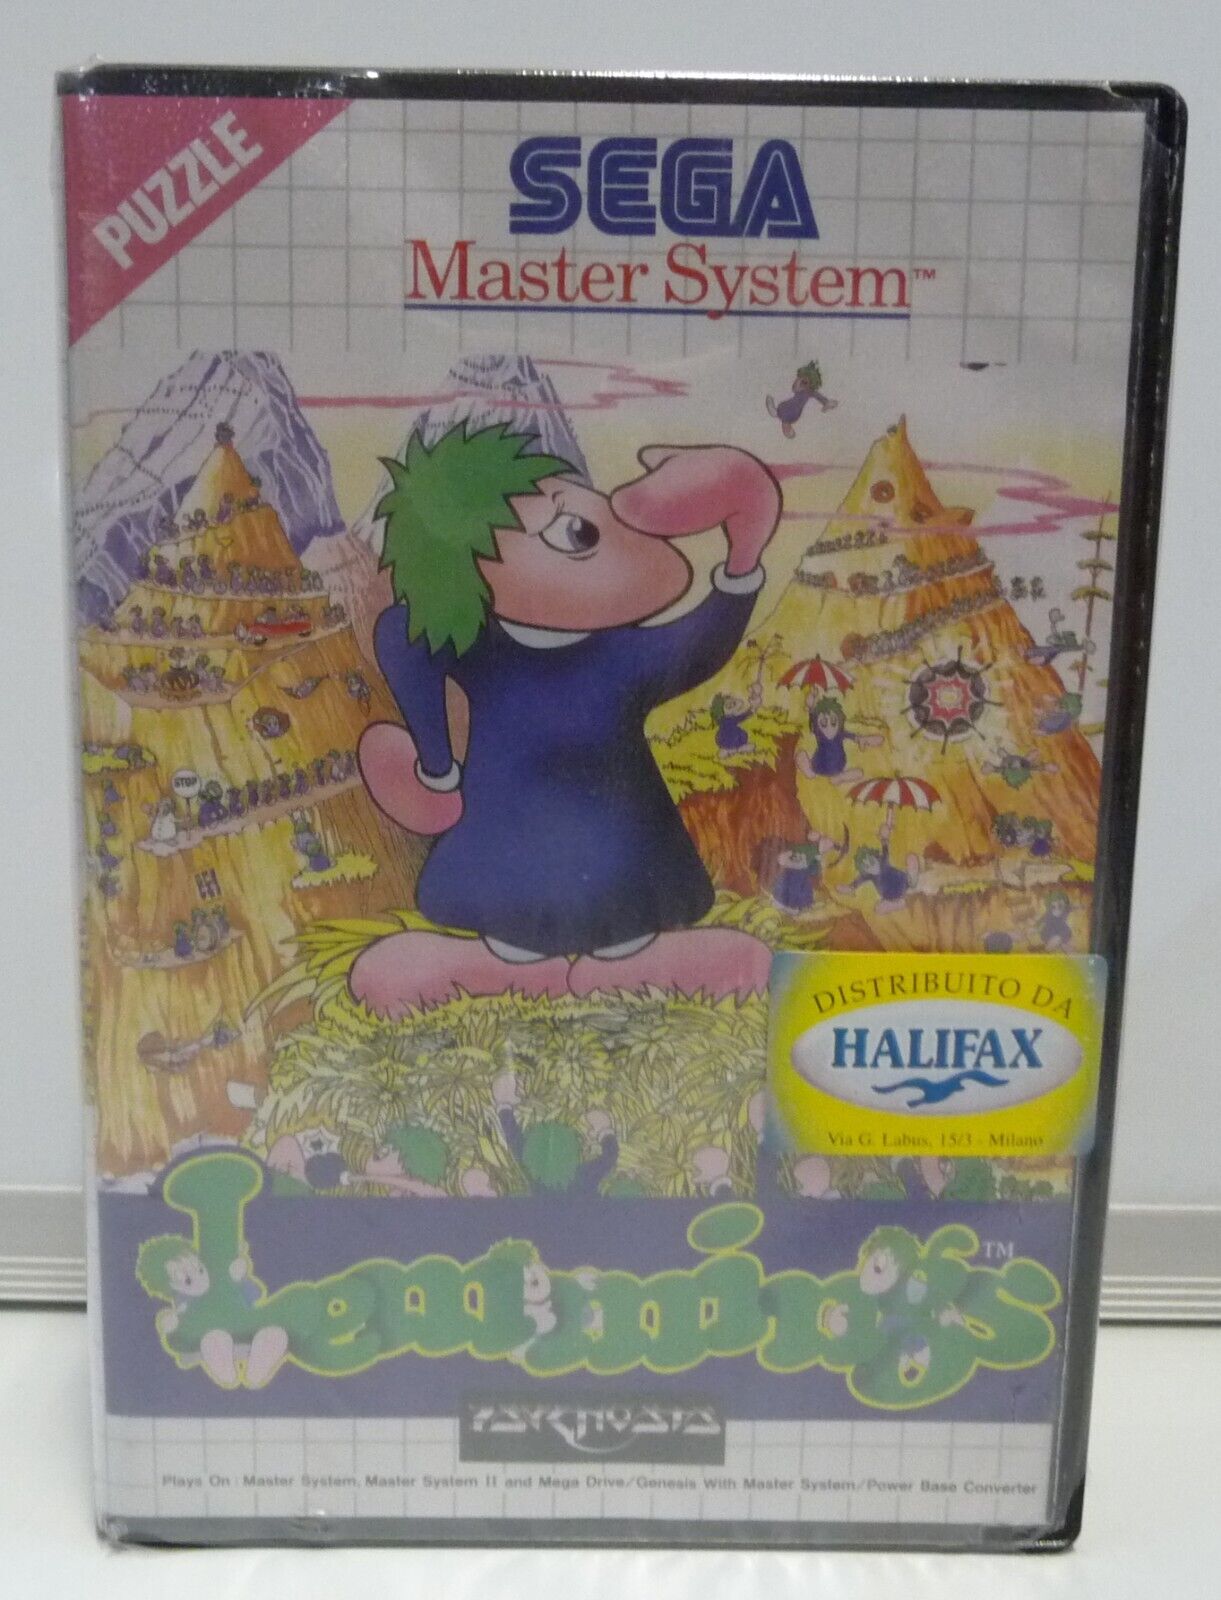 PUZZLE
SEGA
Master System™
STOP
DISTRIBUITO DA
HALIFAX
Via G. Labus, 15/3 - Milano
Lemmings™
PSYGNOSIS
Plays On : Master System, Master System II and Mega Drive/Genesis With Master System/Power Base Converter